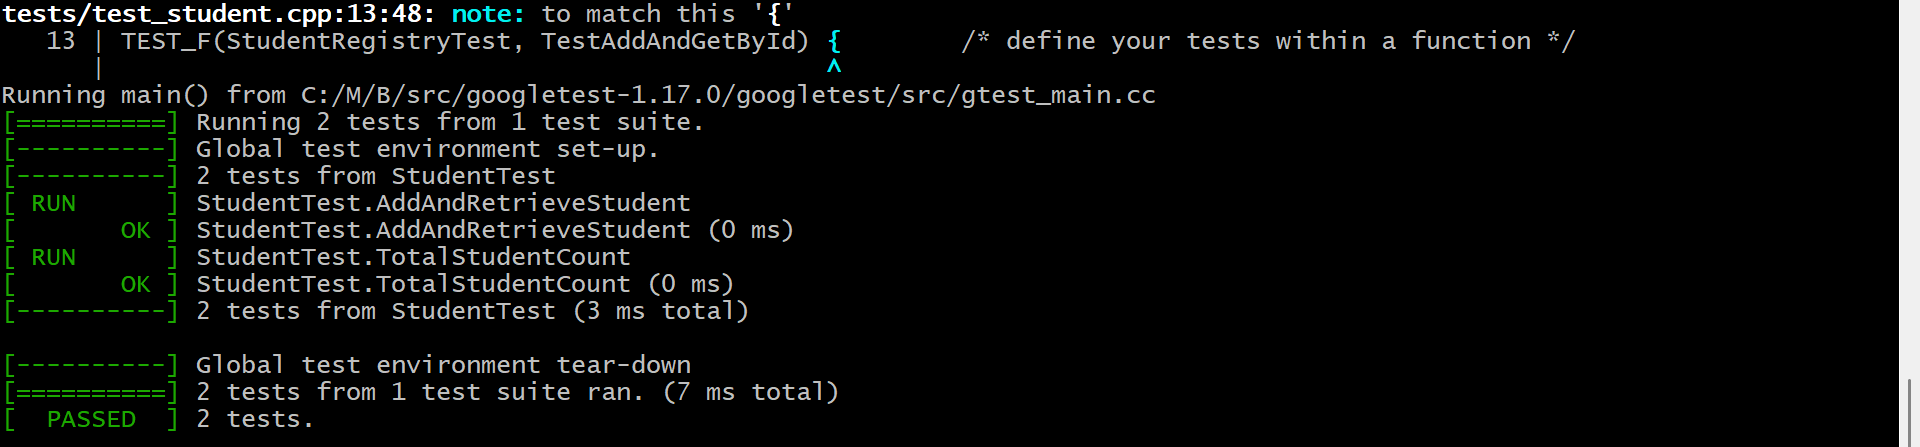 tests/test_student.cpp:13:48: note: to match this '{'
   13 | TEST_F(StudentRegistryTest, TestAddAndGetById) {        /* define your tests within a function */
      |                                                ^
Running main() from C:/M/B/src/googletest-1.17.0/googletest/src/gtest_main.cc
[==========] Running 2 tests from 1 test suite.
[----------] Global test environment set-up.
[----------] 2 tests from StudentTest
[ RUN      ] StudentTest.AddAndRetrieveStudent
[       OK ] StudentTest.AddAndRetrieveStudent (0 ms)
[ RUN      ] StudentTest.TotalStudentCount
[       OK ] StudentTest.TotalStudentCount (0 ms)
[----------] 2 tests from StudentTest (3 ms total)

[----------] Global test environment tear-down
[==========] 2 tests from 1 test suite ran. (7 ms total)
[  PASSED  ] 2 tests.